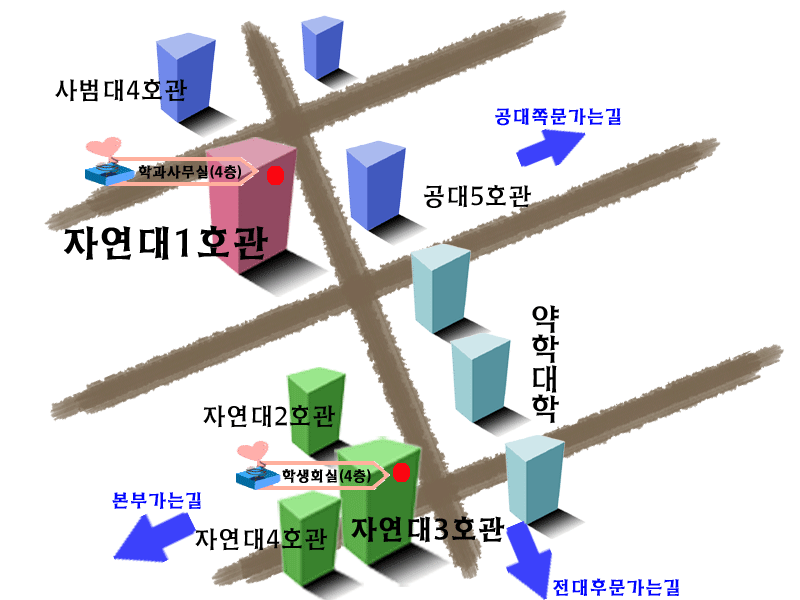 사범대4호관
공대쪽문가는길
학과사무실(4층)
공대5호관
자연대1호관
약학대학
자연대2호관
학생회실(4층)
본부가는길
자연대3호관
자연대4호관
전대후문가는길